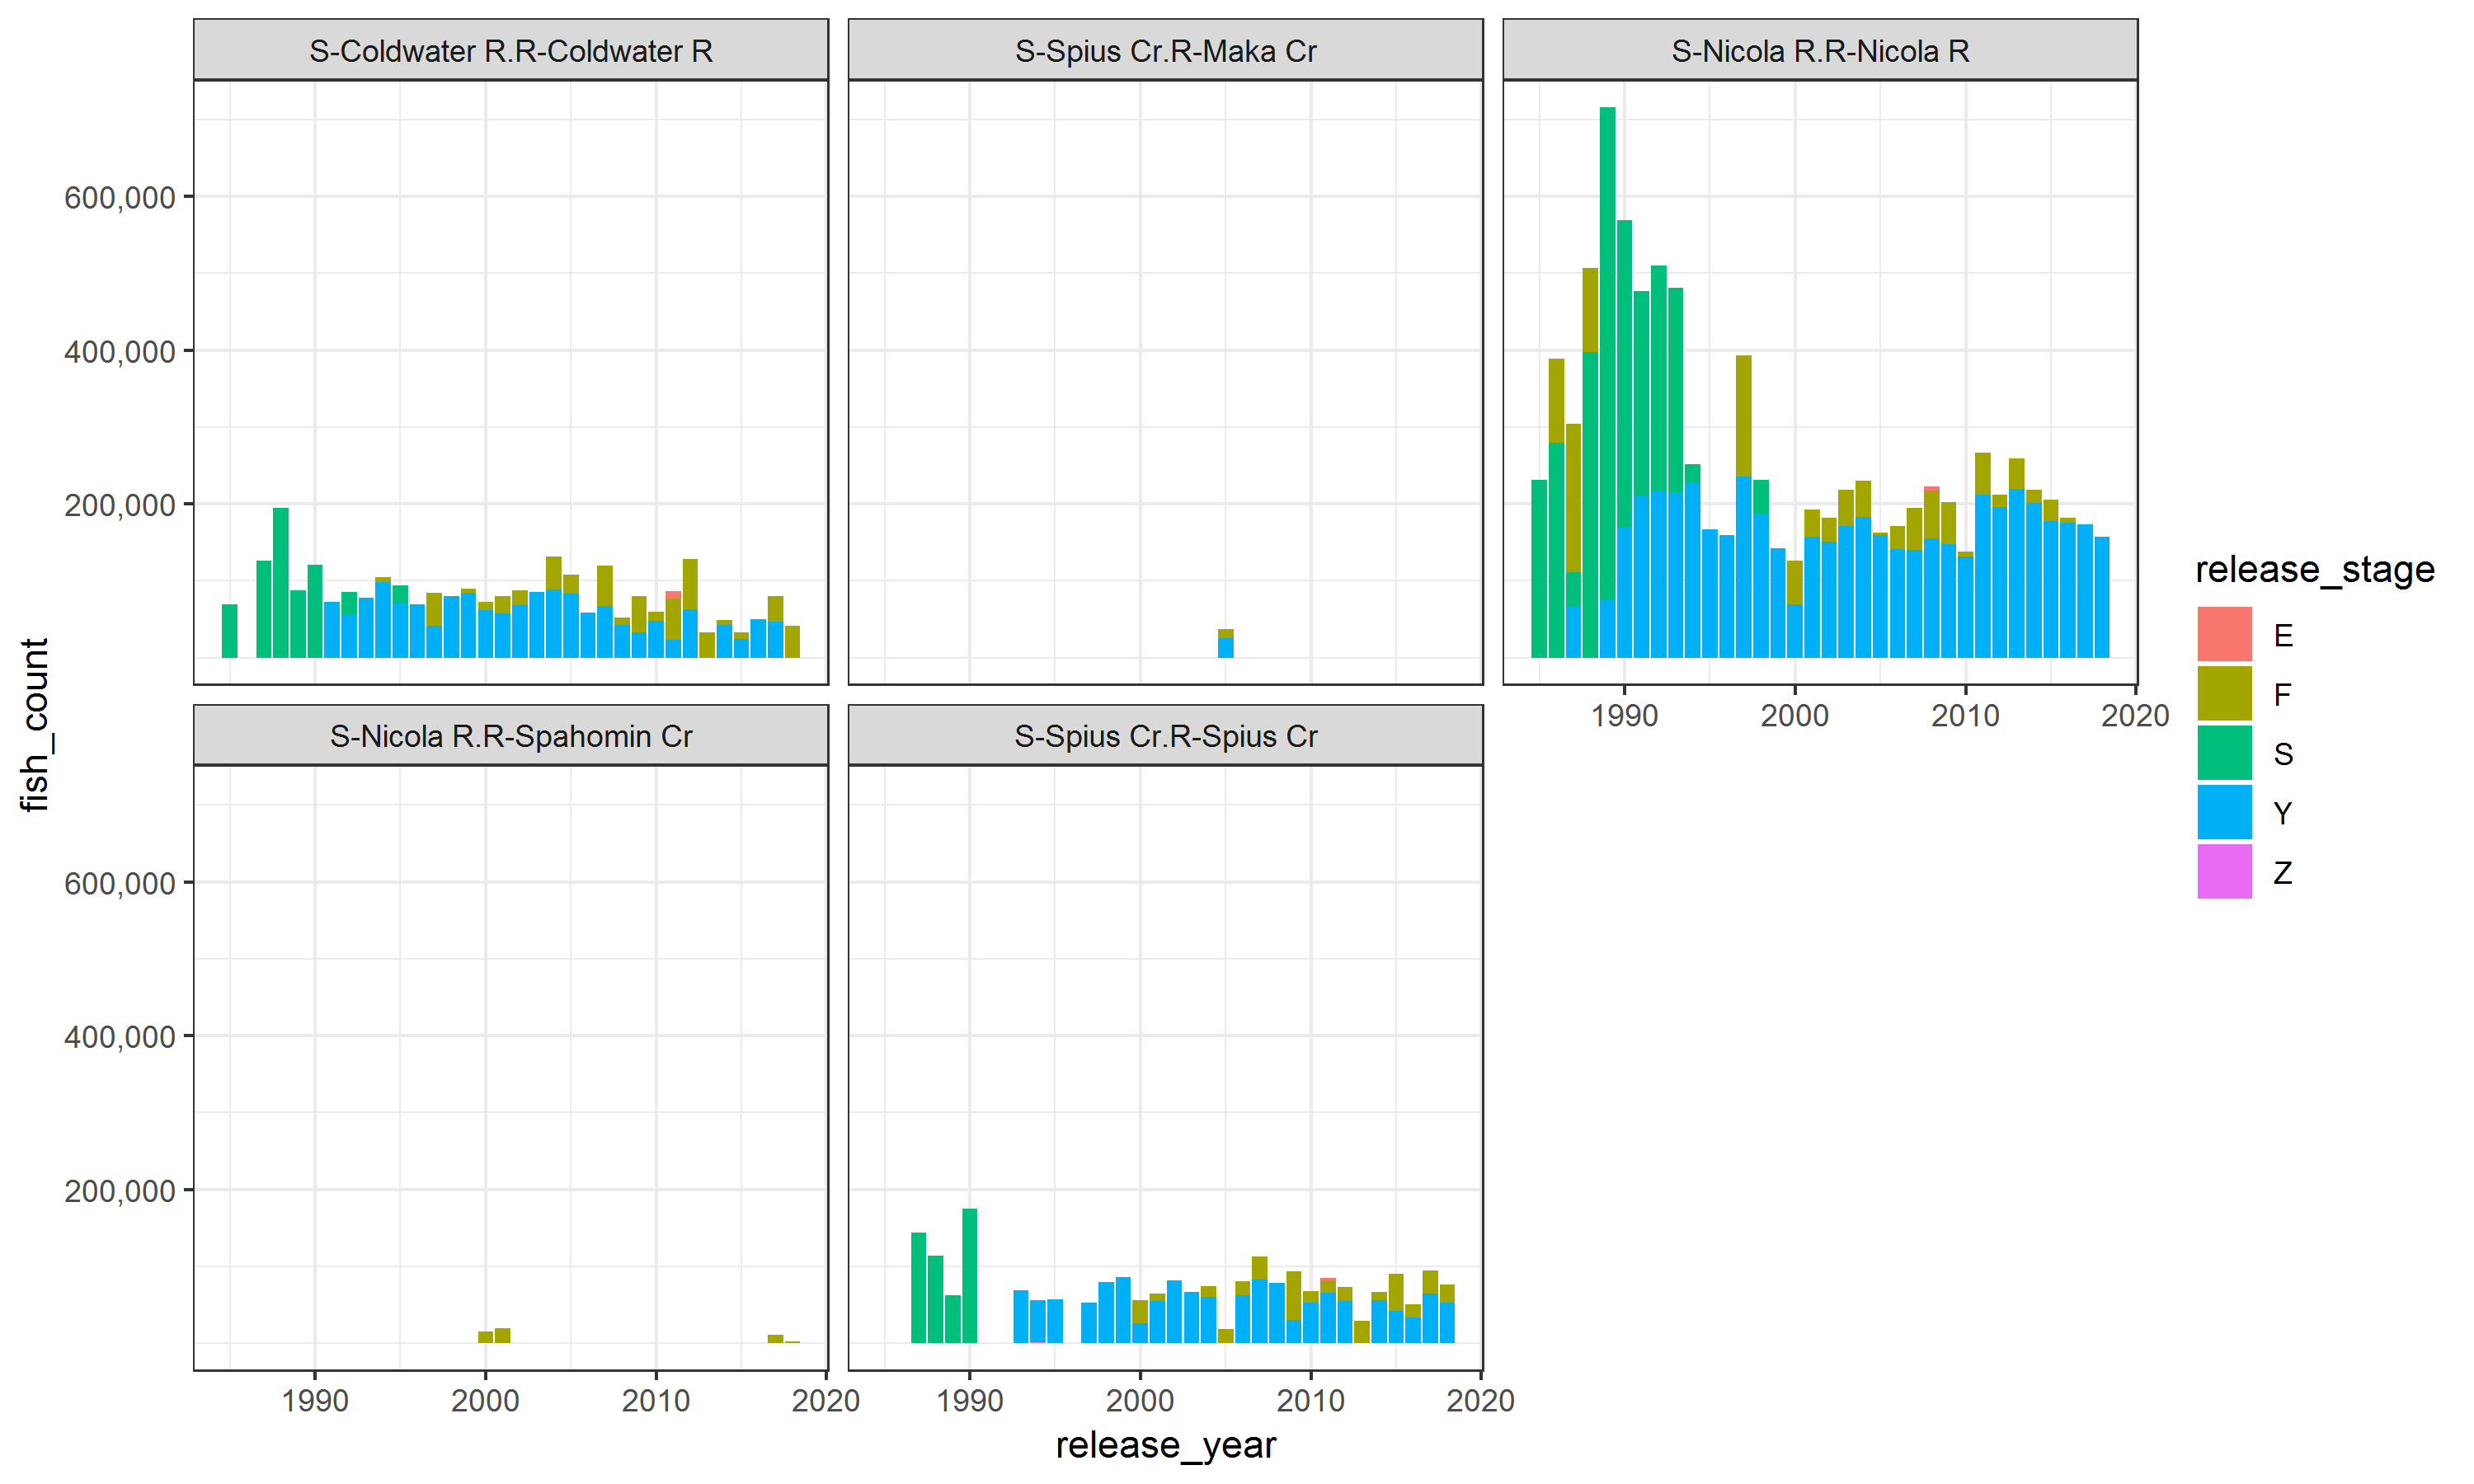 S-Coldwater R.R-Coldwater R
S-Spius Cr.R-Maka Cr
S-Nicola R.R-Nicola R
600,000
400,000
200,000
1990
2000
2010
2020
S-Nicola R.R-Spahomin Cr
S-Spius Cr.R-Spius Cr
600,000
400,000
200,000
1990
2000
2010
2020
1990
2000
2010
2020
release_year
fish_count
release_stage
E
F
S
Y
Z